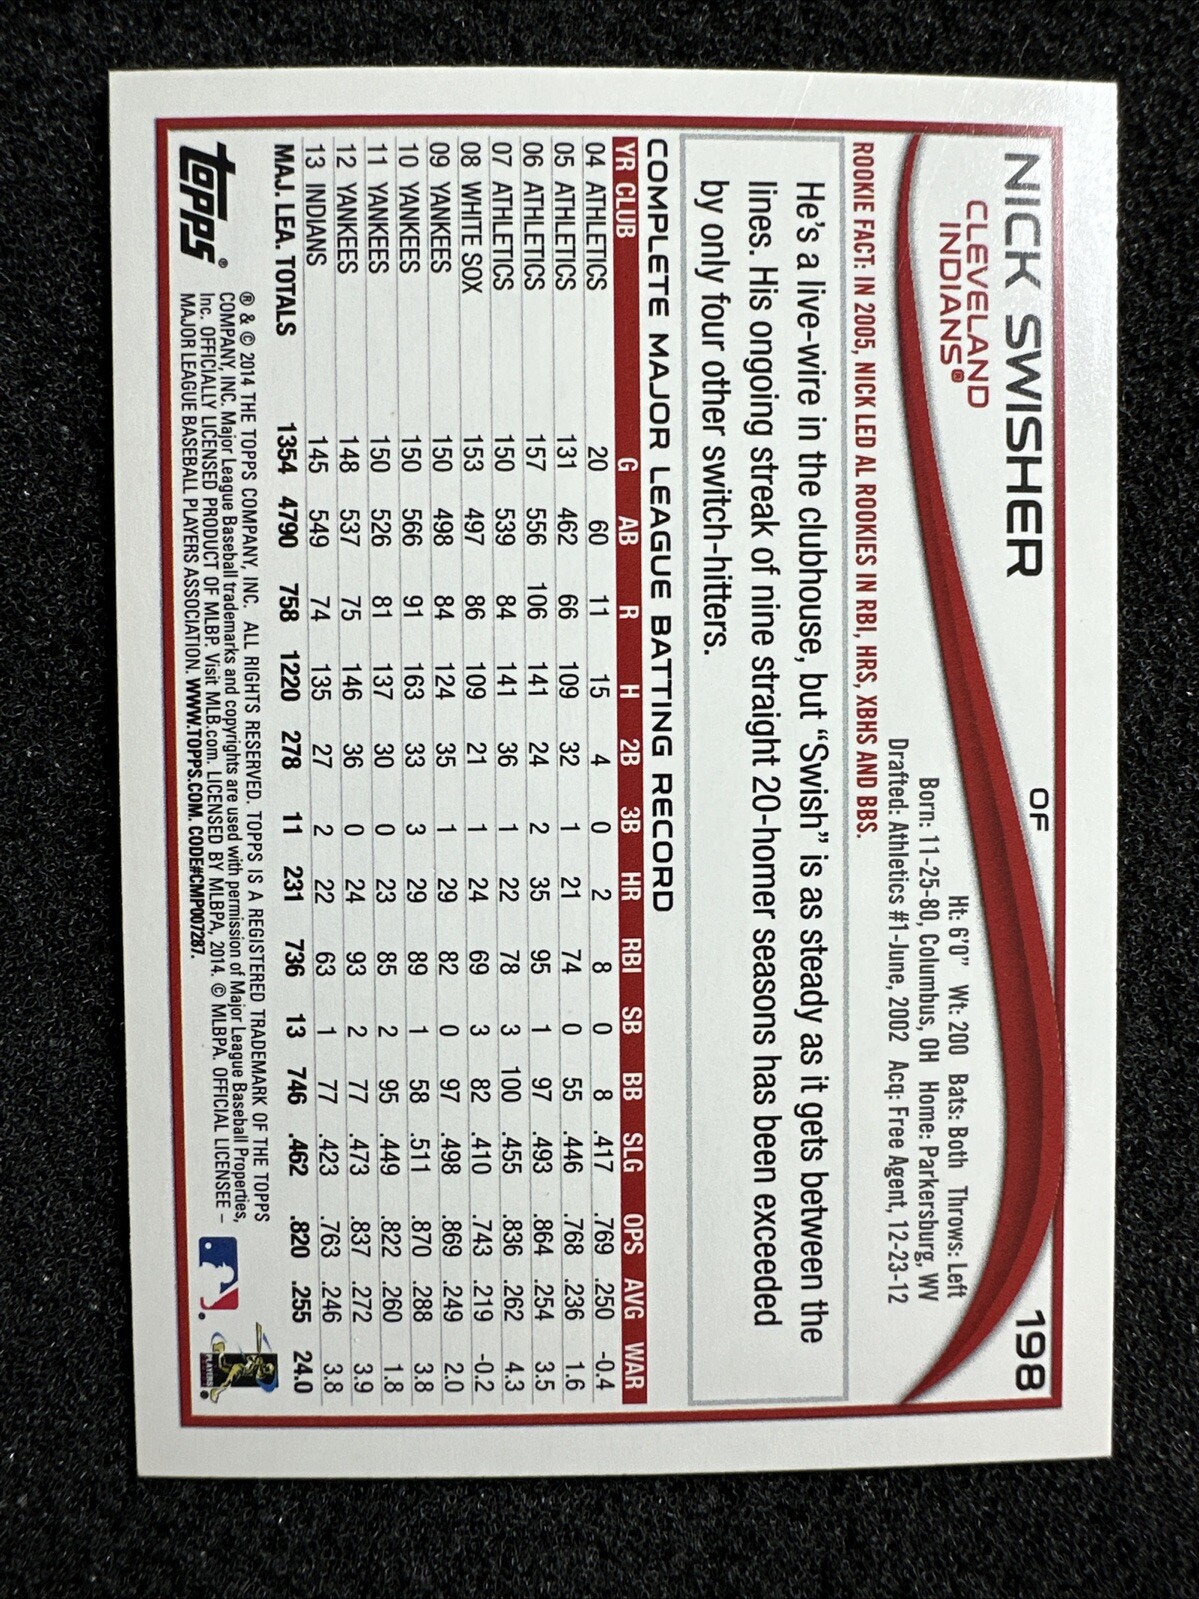 NICK SWISHER OF 198
CLEVELAND
INDIANS®
Ht: 6'0" Wt: 200 Bats: Both Throws: Left
Born: 11-25-80, Columbus, OH Home: Parkersburg, WV
Drafted: Athletics #1-June, 2002 Acq: Free Agent, 12-23-12
ROOKIE FACT: IN 2005, NICK LED AL ROOKIES IN RBI, HRS, XBHS AND BBS.
He's a live-wire in the clubhouse, but “Swish” is as steady as it gets between the
lines. His ongoing streak of nine straight 20-homer seasons has been exceeded
by only four other switch-hitters.
COMPLETE MAJOR LEAGUE BATTING RECORD
YR CLUB G AB R H 2B 3B HR RBI SB BB SLG OPS AVG WAR
04 ATHLETICS 20 60 11 15 4 0 2 8 0 8 .417 .769 .250 -0.4
05 ATHLETICS 131 462 66 109 32 1 21 74 0 55 .446 .768 .236 1.6
06 ATHLETICS 157 556 106 141 24 2 35 95 1 97 .493 .864 .254 3.5
07 ATHLETICS 150 539 84 141 36 1 22 78 3 100 .455 .836 .262 4.3
08 WHITE SOX 153 497 86 109 21 1 24 69 3 82 .410 .743 .219 -0.2
09 YANKEES 150 498 84 124 35 1 29 82 0 97 .498 .869 .249 2.0
10 YANKEES 150 566 91 163 33 3 29 89 1 58 .511 .870 .288 3.8
11 YANKEES 150 526 81 137 30 0 23 85 2 95 .449 .822 .260 1.8
12 YANKEES 148 537 75 146 36 0 24 93 2 77 .473 .837 .272 3.9
13 INDIANS 145 549 74 135 27 2 22 63 1 77 .423 .763 .246 3.8
MAJ. LEA. TOTALS 1354 4790 758 1220 278 11 231 736 13 746 .462 .820 .255 24.0
topps®
® & © 2014 THE TOPPS COMPANY, INC. ALL RIGHTS RESERVED. TOPPS IS A REGISTERED TRADEMARK OF THE TOPPS
COMPANY, INC. Major League Baseball trademarks and copyrights are used with permission of Major League Baseball Properties,
Inc. OFFICIALLY LICENSED PRODUCT OF MLBP. Visit MLB.com. LICENSED BY MLBPA, 2014. © MLBPA. OFFICIAL LICENSEE –
MAJOR LEAGUE BASEBALL PLAYERS ASSOCIATION. WWW.TOPPS.COM. CODE#CMP007287.
PLAYERS